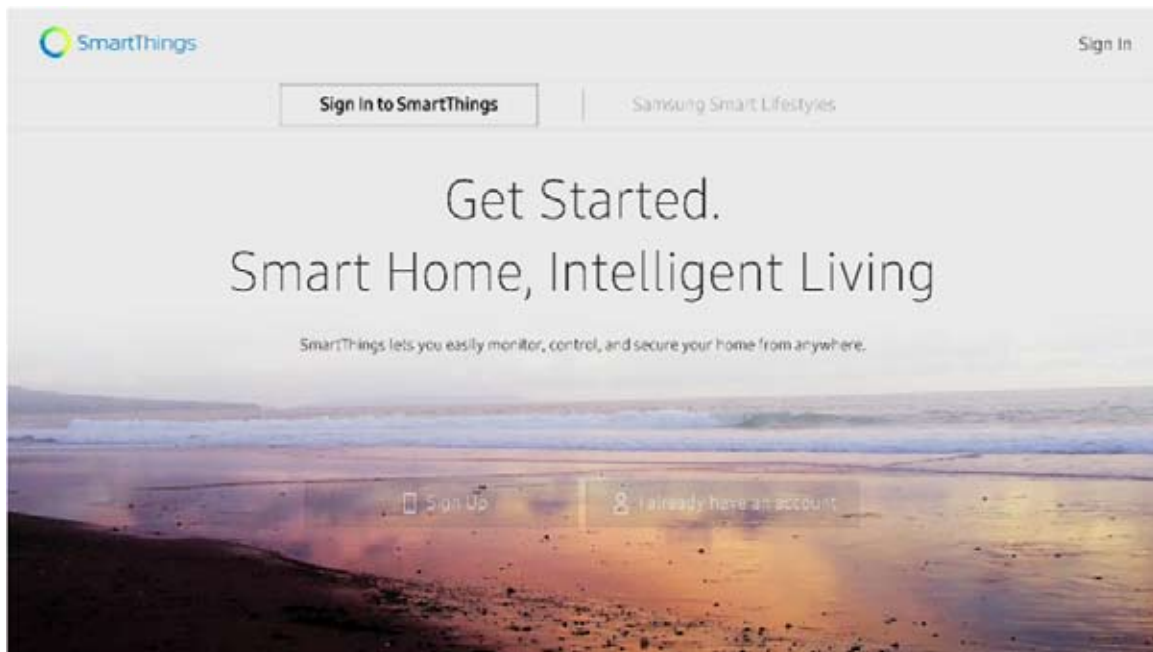 SmartThings
Sign In
Sign In to SmartThings
Samsung Smart Lifestyles
Get Started.
Smart Home, Intelligent Living
SmartThings lets you easily monitor, control, and secure your home from anywhere.
Sign Up
I already have an account